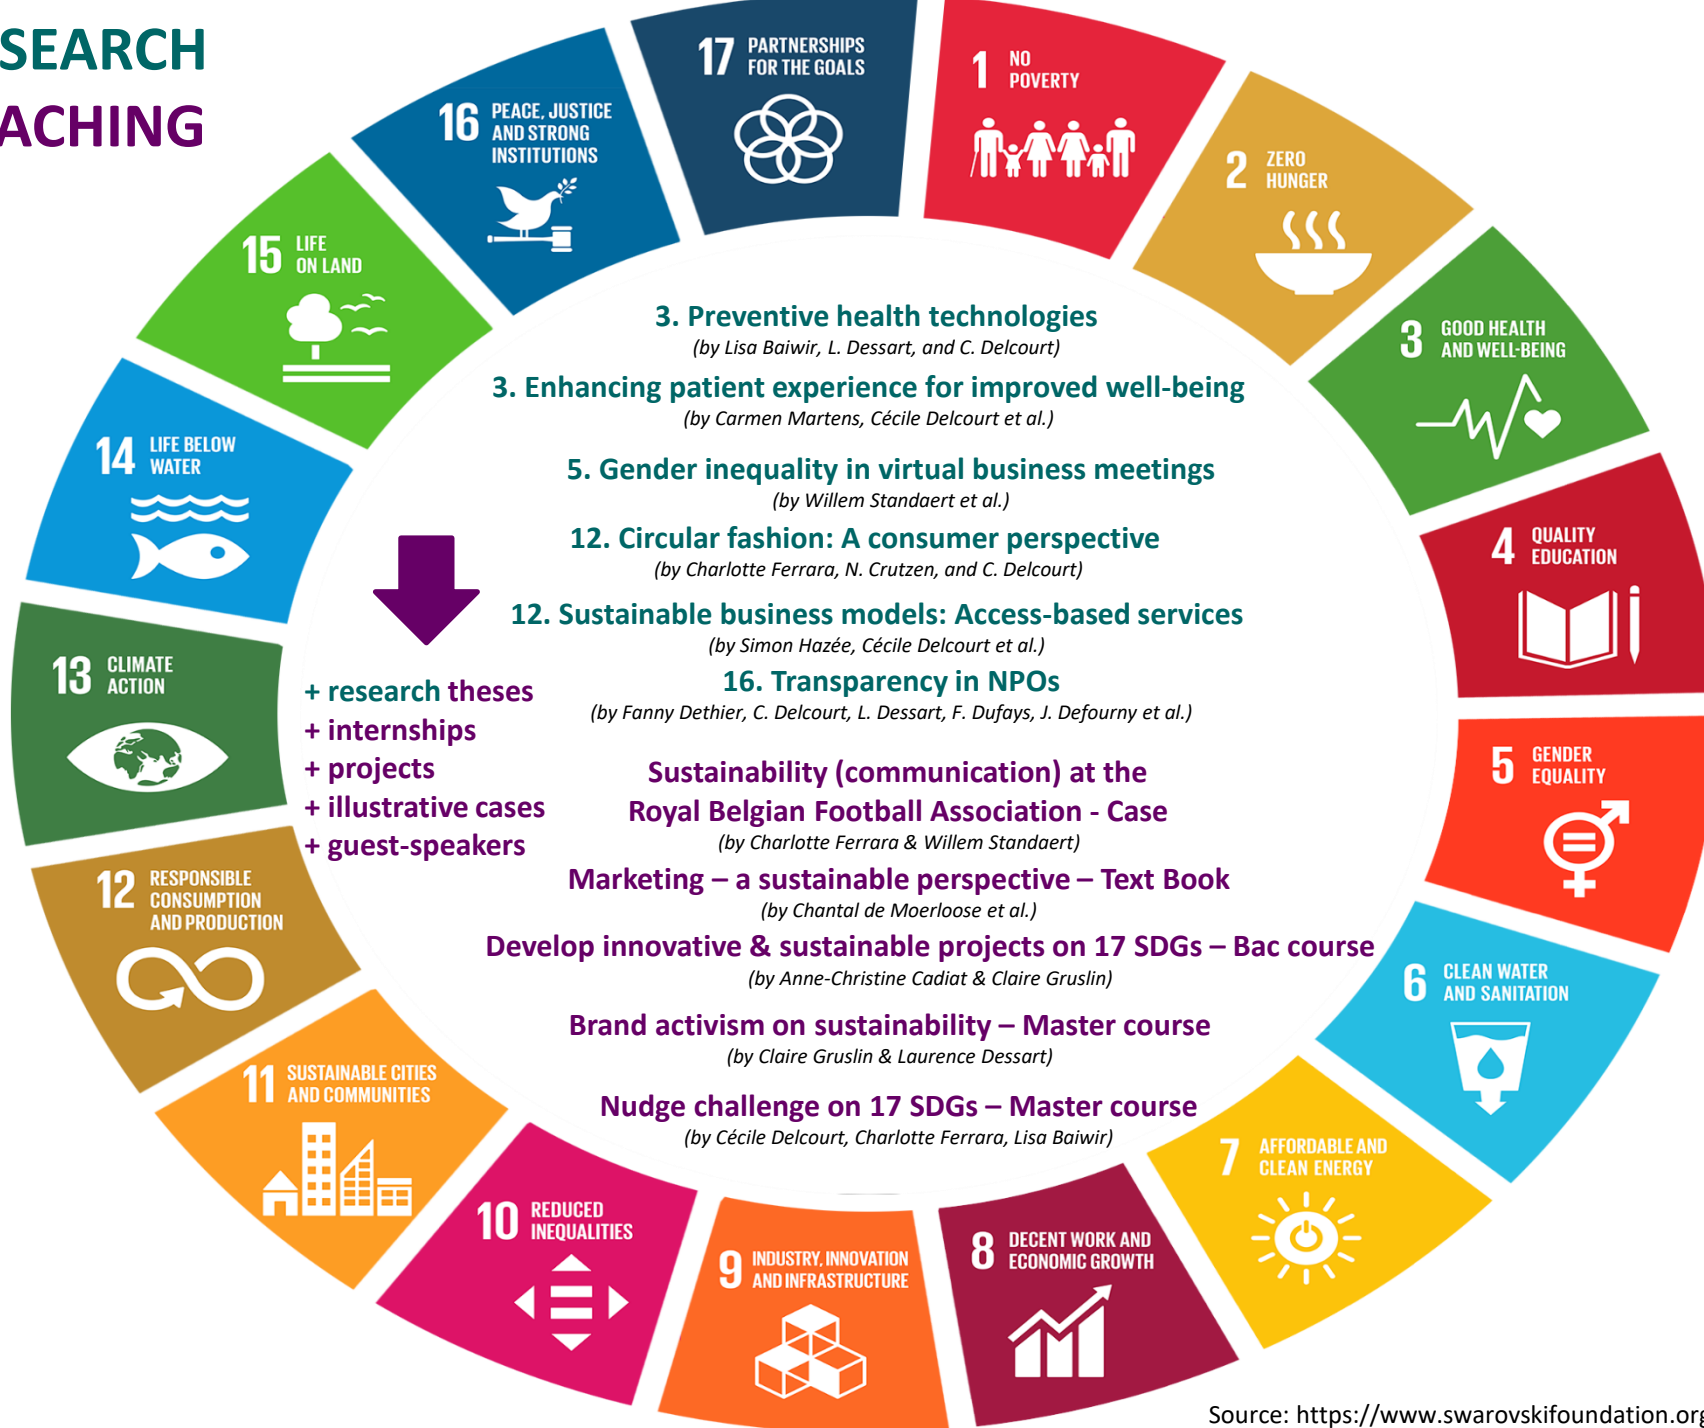 SEARCH
ACHING
17 PARTNERSHIPS
FOR THE GOALS
1 NO
POVERTY
2 ZERO
HUNGER
3 GOOD HEALTH
AND WELL-BEING
4 QUALITY
EDUCATION
5 GENDER
EQUALITY
6 CLEAN WATER
AND SANITATION
7 AFFORDABLE AND
CLEAN ENERGY
8 DECENT WORK AND
ECONOMIC GROWTH
9 INDUSTRY, INNOVATION
AND INFRASTRUCTURE
10 REDUCED
INEQUALITIES
11 SUSTAINABLE CITIES
AND COMMUNITIES
12 RESPONSIBLE
CONSUMPTION
AND PRODUCTION
13 CLIMATE
ACTION
14 LIFE BELOW
WATER
15 LIFE
ON LAND
16 PEACE, JUSTICE
AND STRONG
INSTITUTIONS
3. Preventive health technologies
(by Lisa Baiwir, L. Dessart, and C. Delcourt)
3. Enhancing patient experience for improved well-being
(by Carmen Martens, Cécile Delcourt et al.)
5. Gender inequality in virtual business meetings
(by Willem Standaert et al.)
12. Circular fashion: A consumer perspective
(by Charlotte Ferrara, N. Crutzen, and C. Delcourt)
12. Sustainable business models: Access-based services
(by Simon Hazée, Cécile Delcourt et al.)
16. Transparency in NPOs
(by Fanny Dethier, C. Delcourt, L. Dessart, F. Dufays, J. Defourny et al.)
+ research theses
+ internships
+ projects
+ illustrative cases
+ guest-speakers
Sustainability (communication) at the
Royal Belgian Football Association - Case
(by Charlotte Ferrara & Willem Standaert)
Marketing – a sustainable perspective – Text Book
(by Chantal de Moerloose et al.)
Develop innovative & sustainable projects on 17 SDGs – Bac course
(by Anne-Christine Cadiat & Claire Gruslin)
Brand activism on sustainability – Master course
(by Claire Gruslin & Laurence Dessart)
Nudge challenge on 17 SDGs – Master course
(by Cécile Delcourt, Charlotte Ferrara, Lisa Baiwir)
Source: https://www.swarovskifoundation.org